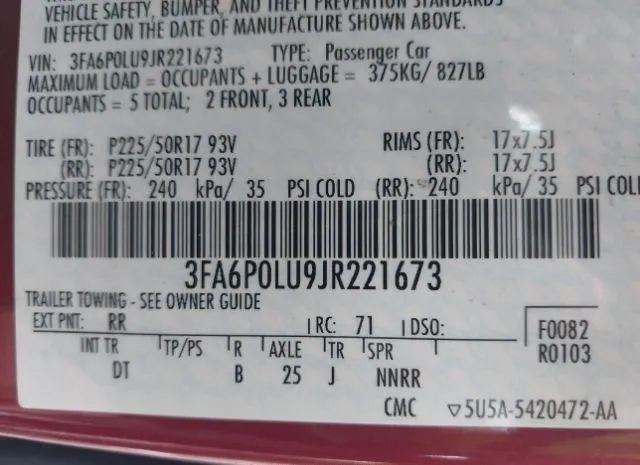 VEHICLE SAFETY, BUMPER, AND THEFT PREVENTION STANDARDS
IN EFFECT ON THE DATE OF MANUFACTURE SHOWN ABOVE.
VIN: 3FA6P0LU9JR221673 TYPE: Passenger Car
MAXIMUM LOAD = OCCUPANTS + LUGGAGE = 375KG/ 827LB
OCCUPANTS = 5 TOTAL; 2 FRONT, 3 REAR
TIRE (FR): P225/50R17 93V RIMS (FR): 17x7.5J
(RR): P225/50R17 93V (RR): 17x7.5J
PRESSURE (FR): 240 kPa/ 35 PSI COLD (RR): 240 kPa/ 35 PSI COLD
3FA6P0LU9JR221673
TRAILER TOWING - SEE OWNER GUIDE
EXT PNT: RR RC: 71 DSO: F0082
R0103
INT TR TP/PS R AXLE TR SPR
DT B 25 J NNRR
CMC ▽5U5A-5420472-AA